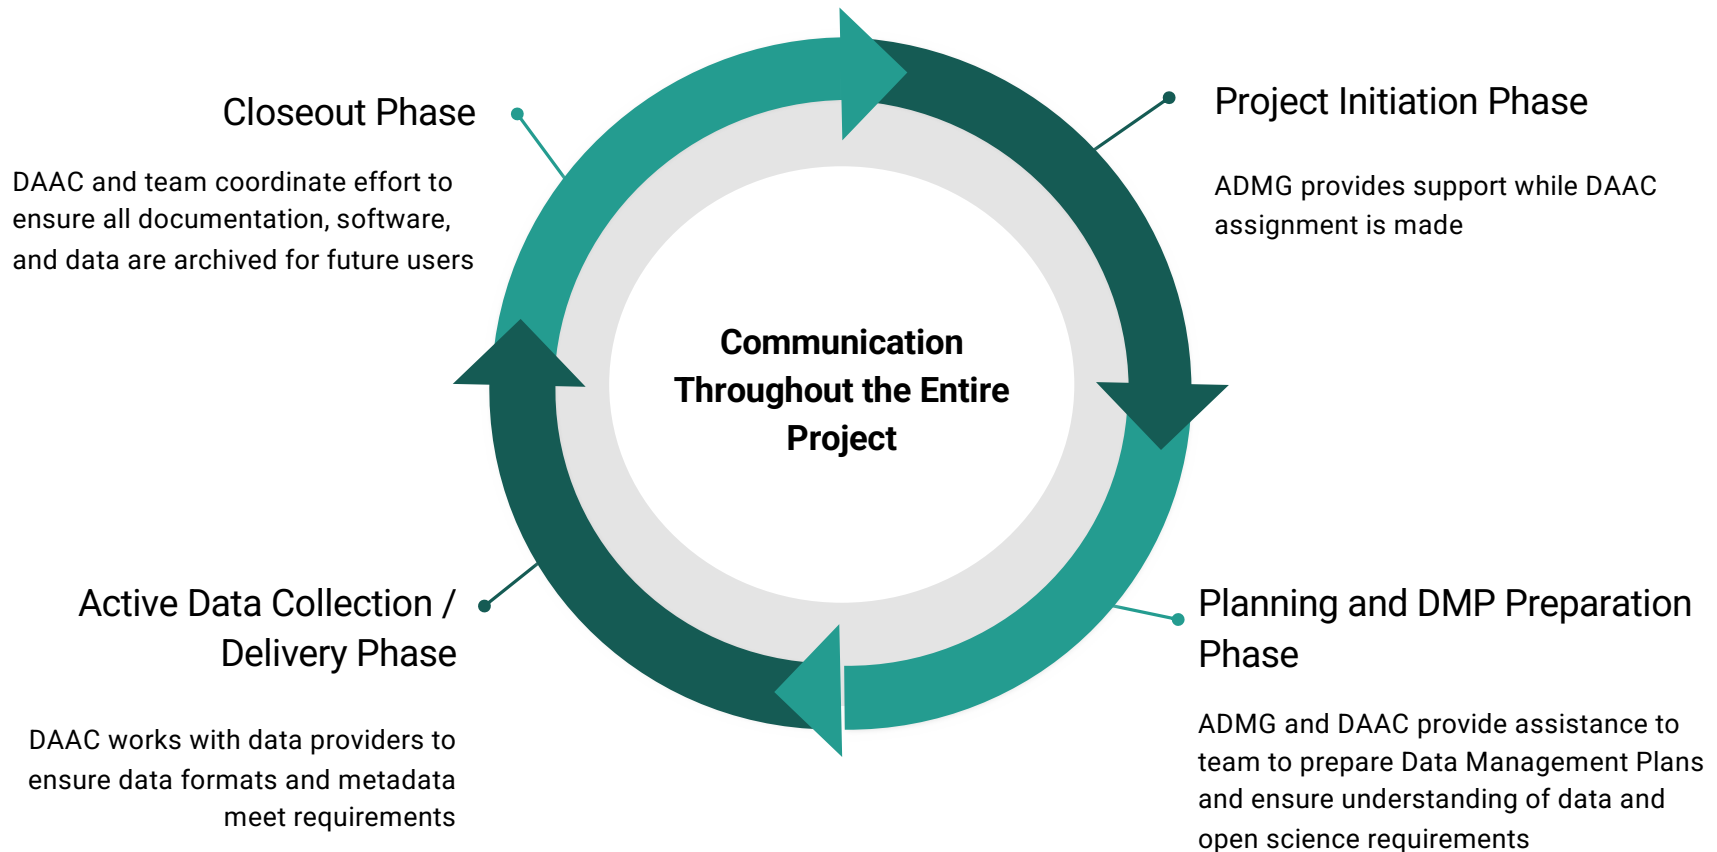 Closeout Phase
DAAC and team coordinate effort to
ensure all documentation, software,
and data are archived for future users
Project Initiation Phase
ADMG provides support while DAAC
assignment is made
Communication
Throughout the Entire
Project
Active Data Collection /
Delivery Phase
DAAC works with data providers to
ensure data formats and metadata
meet requirements
Planning and DMP Preparation
Phase
ADMG and DAAC provide assistance to
team to prepare Data Management Plans
and ensure understanding of data and
open science requirements